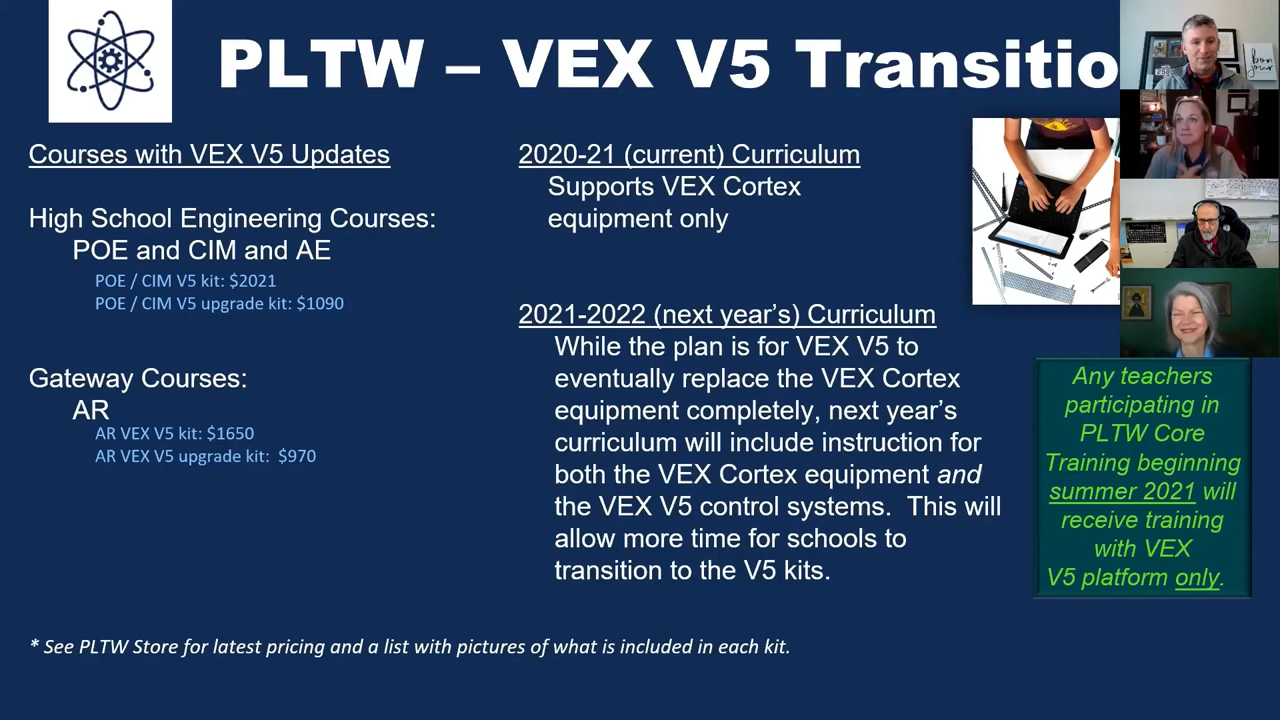 PLTW – VEX V5 Transitio
Courses with VEX V5 Updates
High School Engineering Courses:
POE and CIM and AE
POE / CIM V5 kit: $2021
POE / CIM V5 upgrade kit: $1090
Gateway Courses:
AR
AR VEX V5 kit: $1650
AR VEX V5 upgrade kit:  $970
2020-21 (current) Curriculum
Supports VEX Cortex
equipment only
2021-2022 (next year’s) Curriculum
While the plan is for VEX V5 to
eventually replace the VEX Cortex
equipment completely, next year’s
curriculum will include instruction for
both the VEX Cortex equipment and
the VEX V5 control systems.  This will
allow more time for schools to
transition to the V5 kits.
bon
jour
Any teachers
participating in
PLTW Core
Training beginning
summer 2021 will
receive training
with VEX
V5 platform only.
* See PLTW Store for latest pricing and a list with pictures of what is included in each kit.